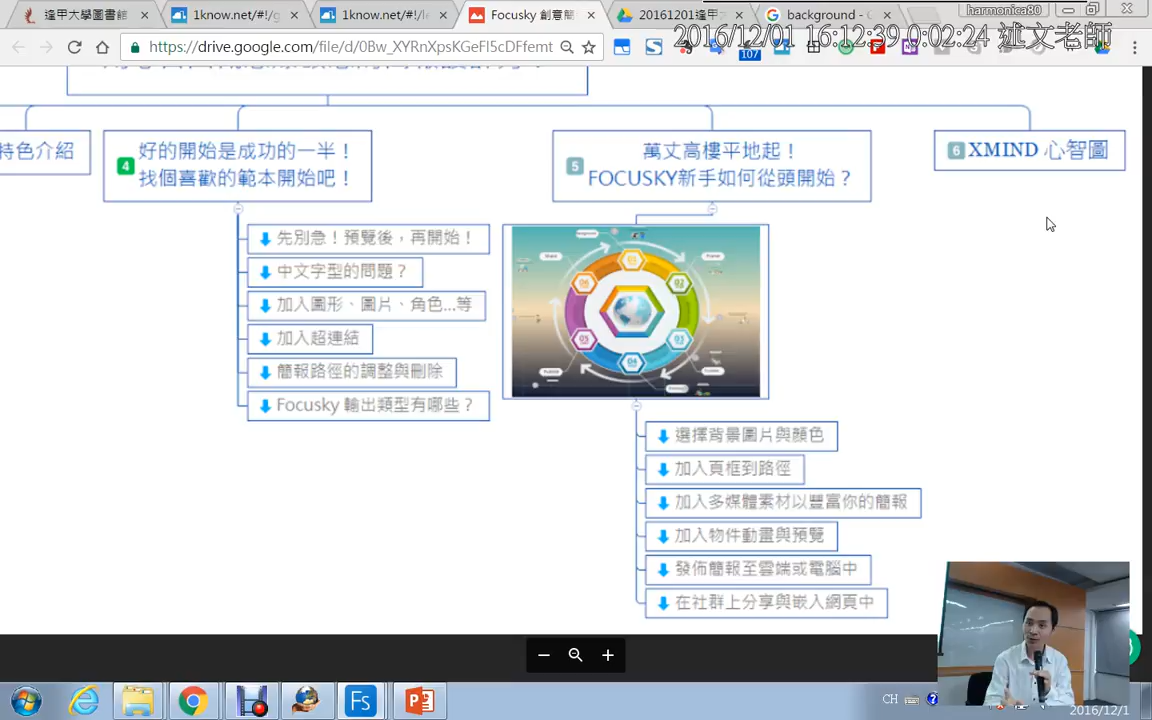 逢甲大學圖書館
1know.net/#!/g
1know.net/#!/le
Focusky 創意簡
20161201逢甲
background - G
harmonica80
https://drive.google.com/file/d/0Bw_XYRnXpsKGeFl5cDFfemt
107
2016/12/01 16:12:39 0:02:24 述文老師
特色介紹
4
好的開始是成功的一半！
找個喜歡的範本開始吧！
5
萬丈高樓平地起！
FOCUSKY新手如何從頭開始？
6 XMIND 心智圖
先別急！預覽後，再開始！
中文字型的問題？
加入圖形、圖片、角色...等
加入超連結
簡報路徑的調整與刪除
Focusky 輸出類型有哪些？
選擇背景圖片與顏色
加入頁框到路徑
加入多媒體素材以豐富你的簡報
加入物件動畫與預覽
發佈簡報至雲端或電腦中
在社群上分享與嵌入網頁中
Fs
CH
2016/12/1